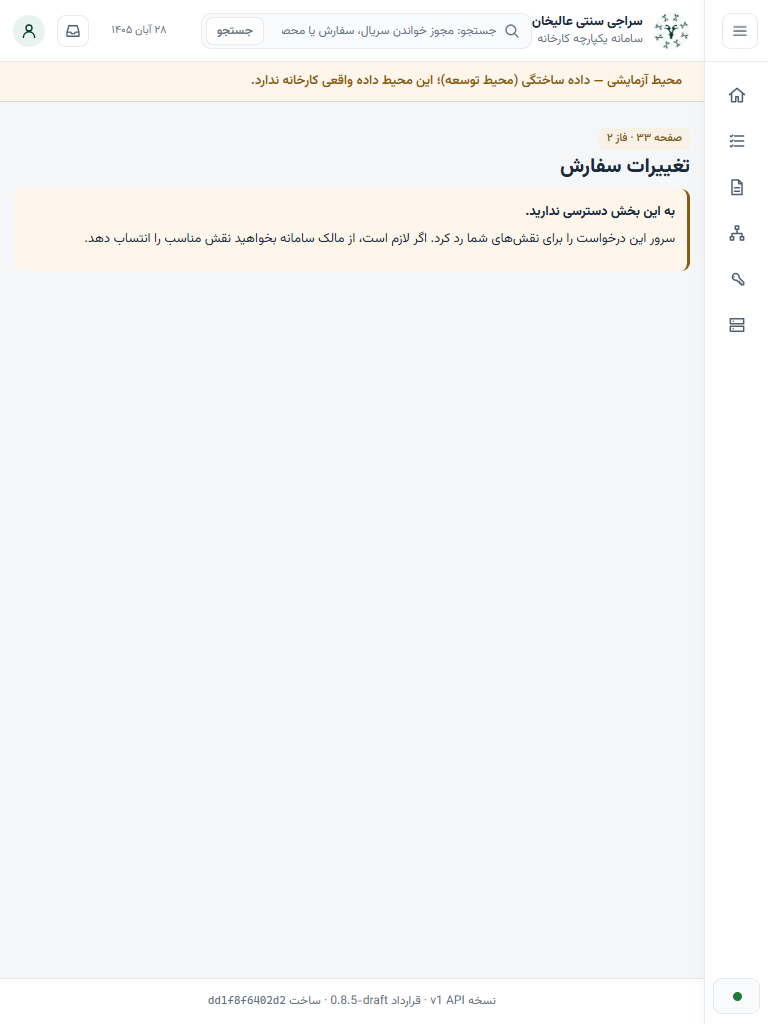 سراجی سنتی عالیخان
سامانه یکپارچه کارخانه
جستجو: مجوز خواندن سریال، سفارش یا محص
جستجو
۲۸ آبان ۱۴۰۵
محیط آزمایشی — داده ساختگی (محیط توسعه)؛ این محیط داده واقعی کارخانه ندارد.
صفحه ۳۳ · فاز ۲
تغییرات سفارش
به این بخش دسترسی ندارید.
سرور این درخواست را برای نقش‌های شما رد کرد. اگر لازم است، از مالک سامانه بخواهید نقش مناسب را انتساب دهد.
نسخه v1 API · قرارداد 0.8.5-draft · ساخت dd1f8f6402d2